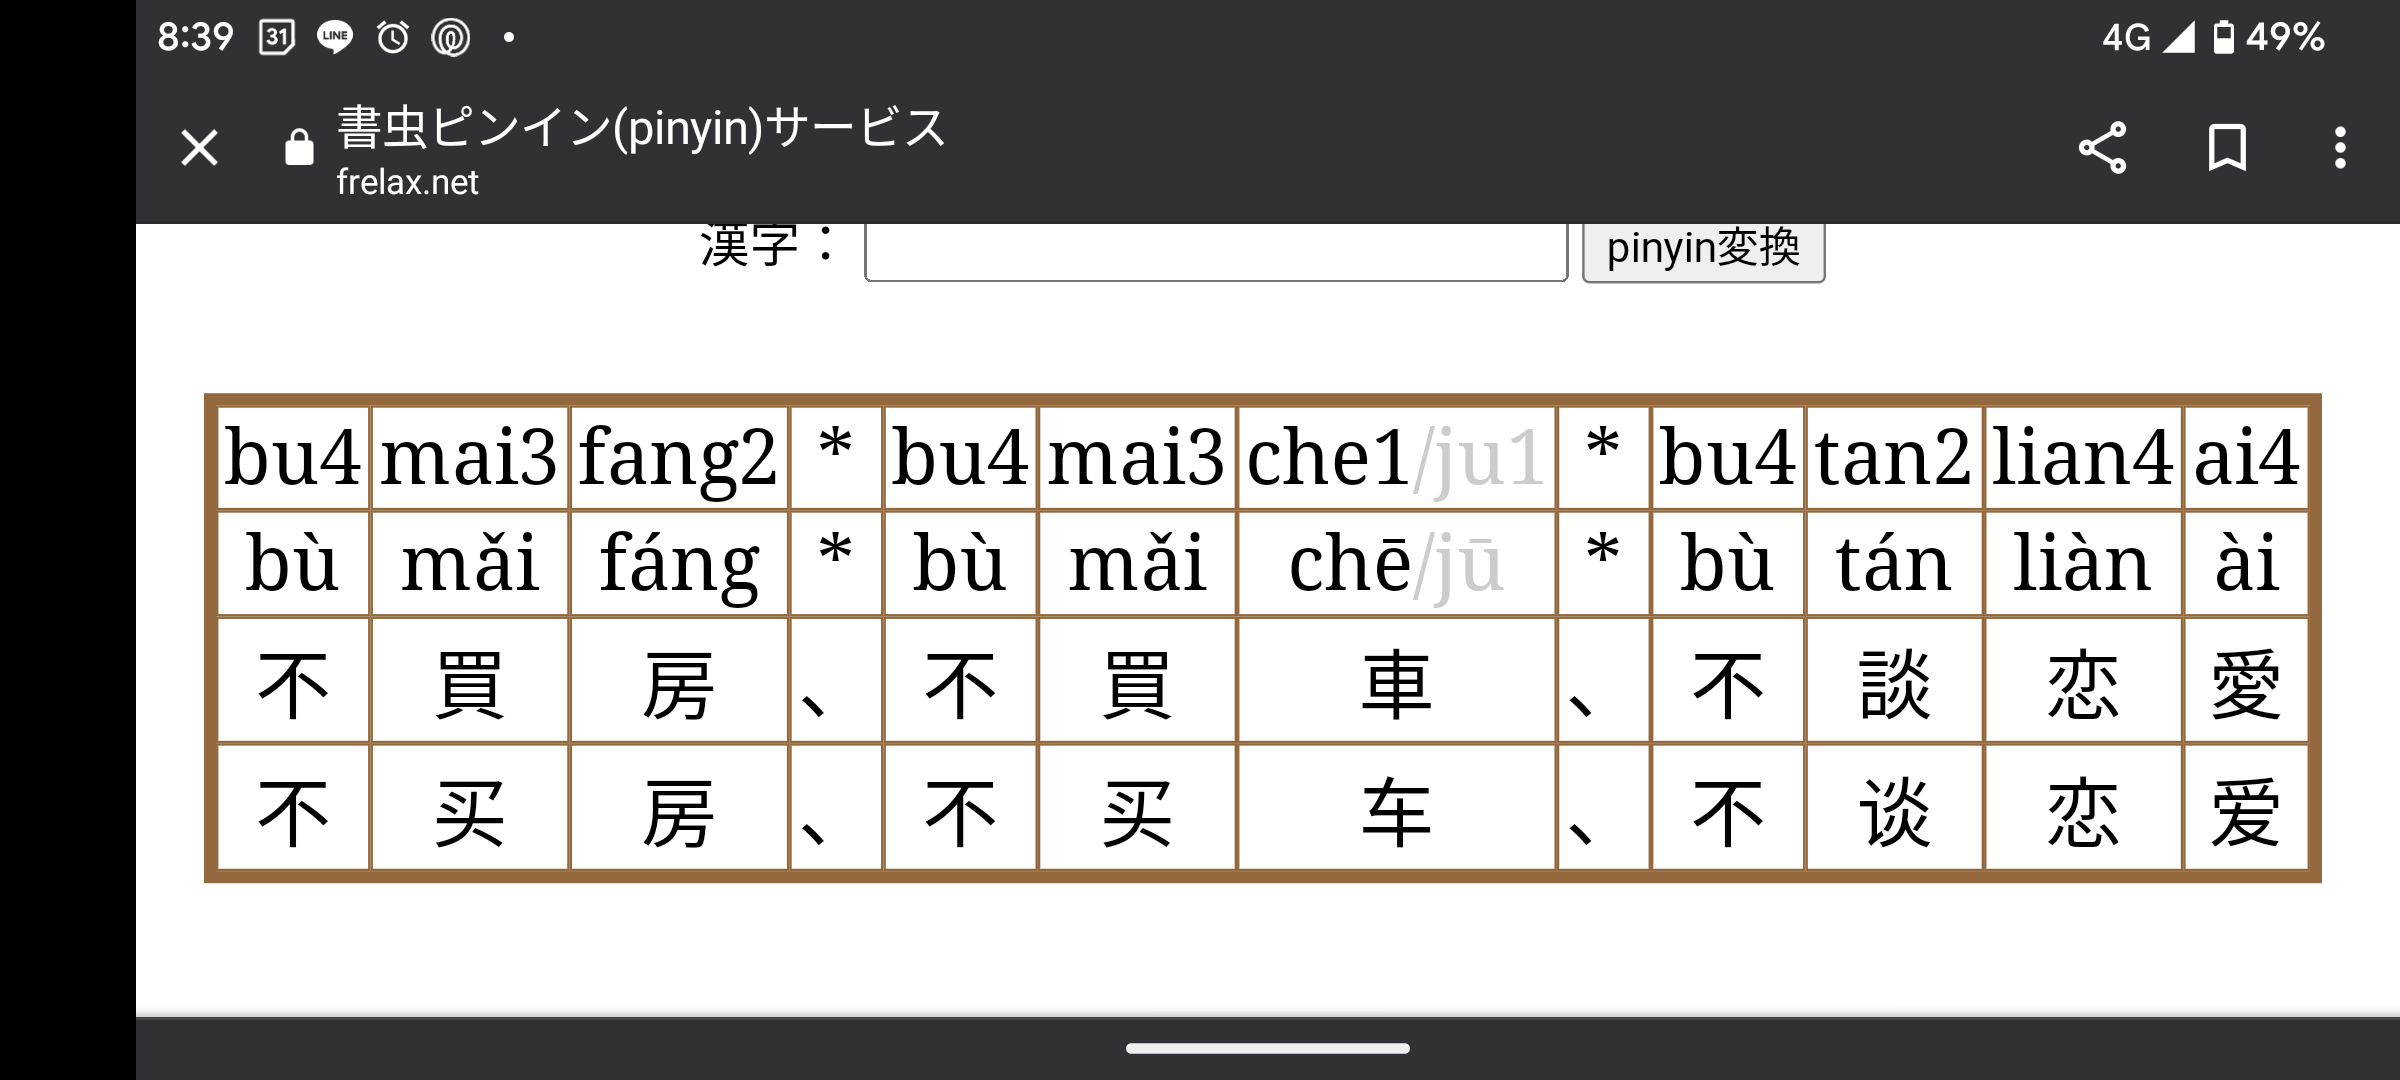 8:39 31 LINE 4G 49%
書虫ピンイン(pinyin)サービス
frelax.net
漢字： pinyin変換
bu4 mai3 fang2 * bu4 mai3 che1/ju1 * bu4 tan2 lian4 ai4
bù mǎi fáng * bù mǎi chē/jū * bù tán liàn ài
不 買 房 、 不 買 車 、 不 談 恋 愛
不 买 房 、 不 买 车 、 不 谈 恋 爱